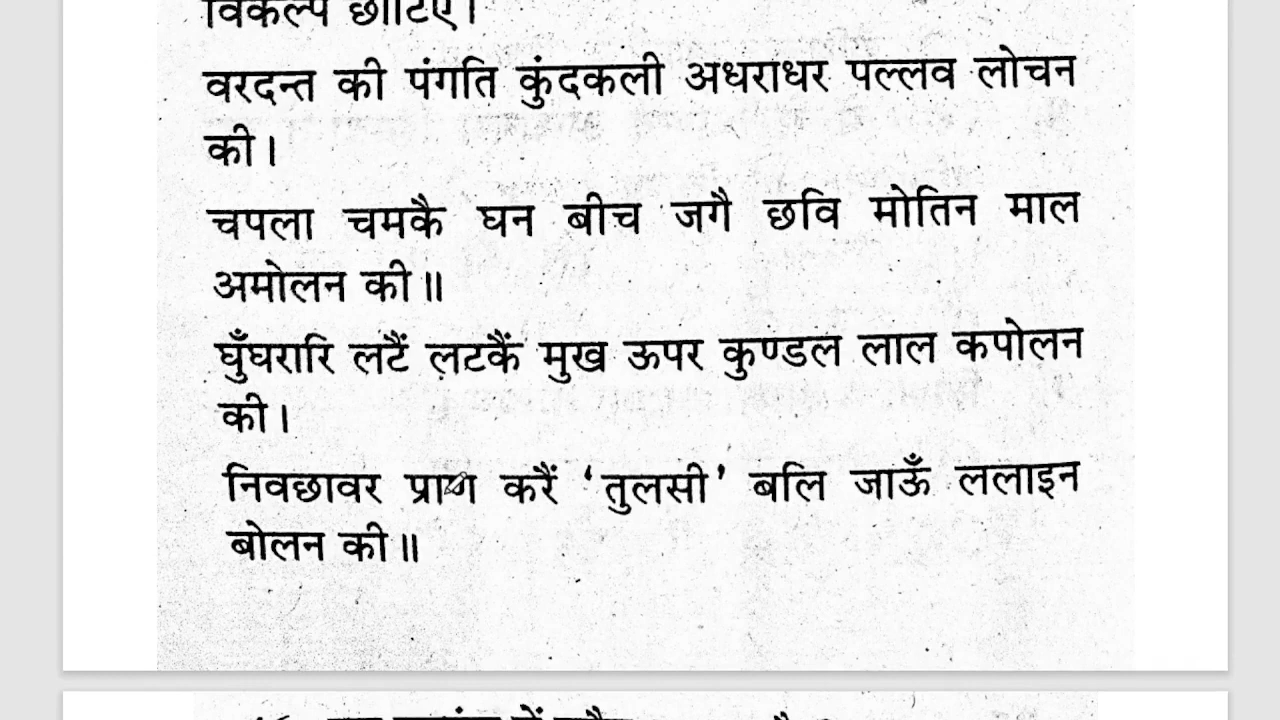 विकल्प छाँटिए।
वरदन्त की पंगति कुंदकली अधराधर पल्लव लोचन
की।
चपला चमकै घन बीच जगै छवि मोतिन माल
अमोलन की॥
घुँघरारि लटैं लटकैं मुख ऊपर कुण्डल लाल कपोलन
की।
निवछावर प्राण करैं ‘तुलसी’ बलि जाऊँ ललाइन
बोलन की॥